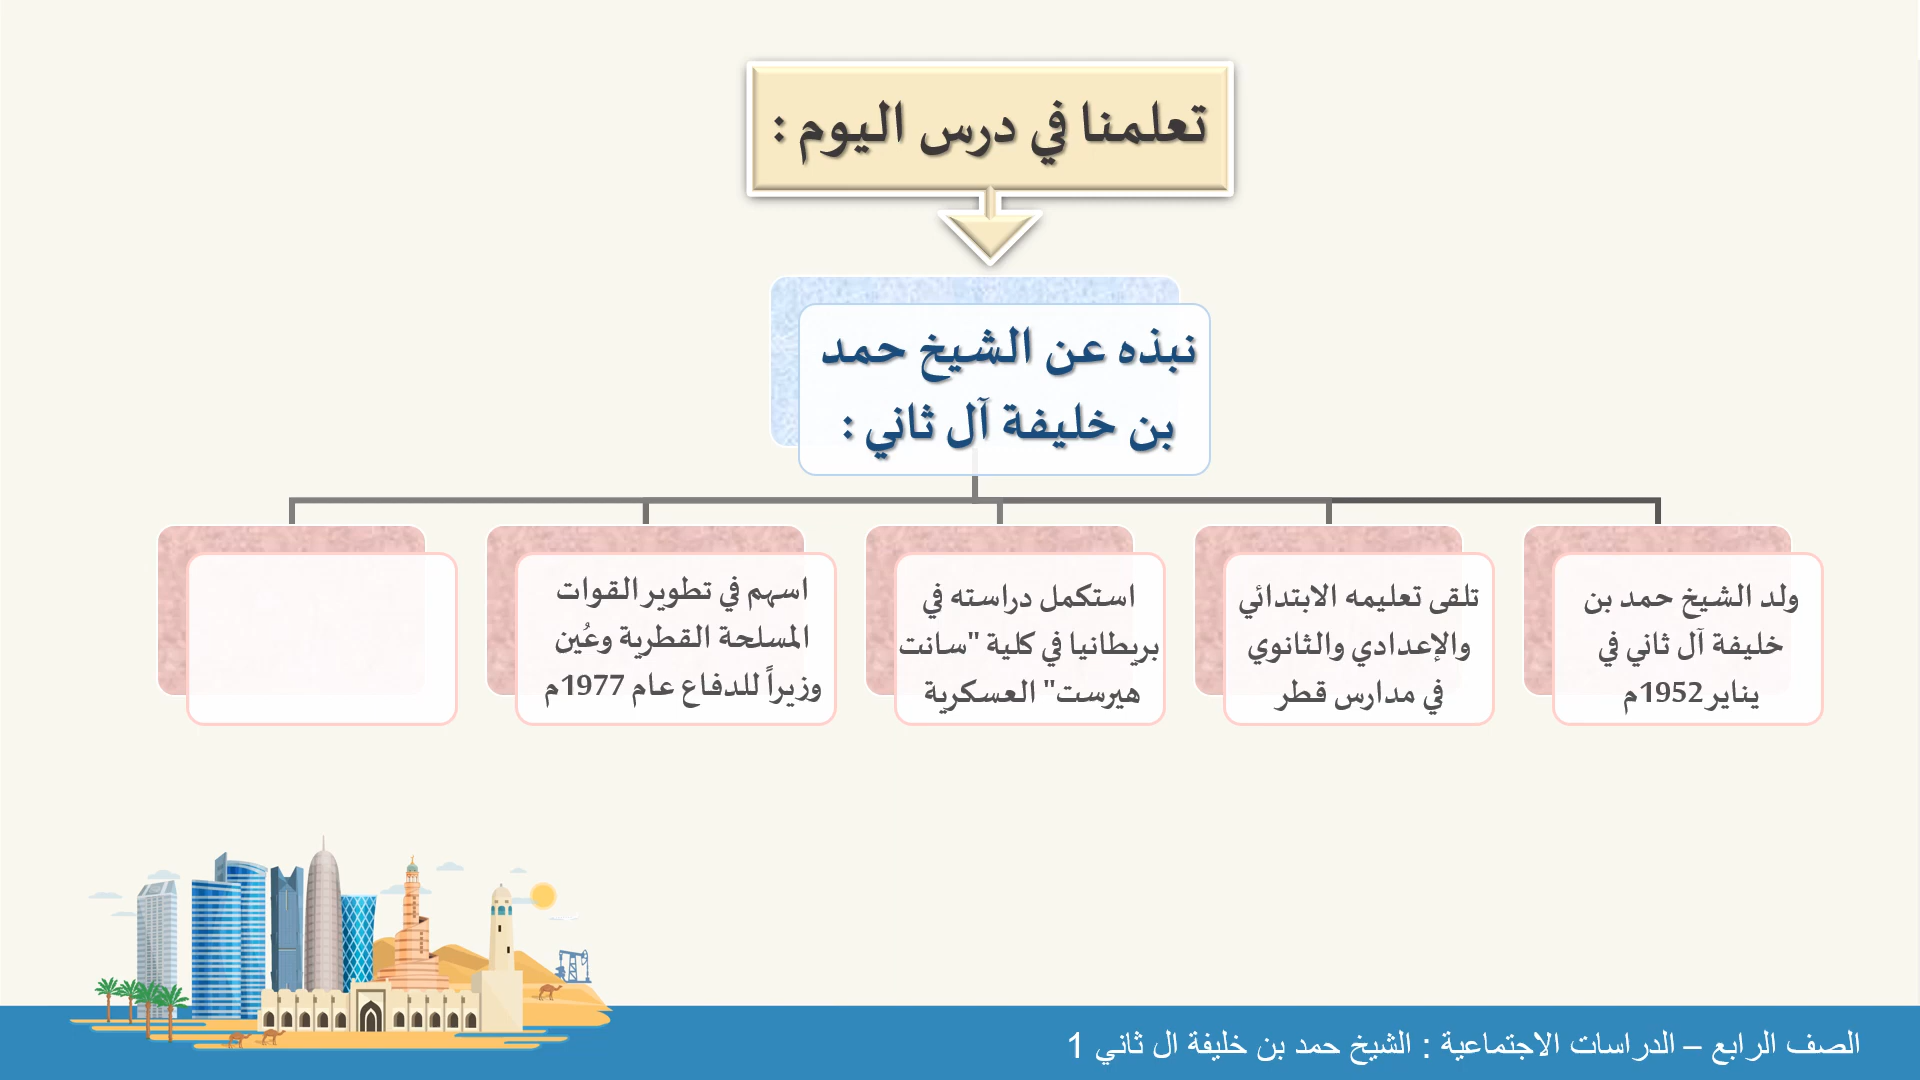 تعلمنا في درس اليوم :
نبذه عن الشيخ حمد
بن خليفة آل ثاني :
ولد الشيخ حمد بن
خليفة آل ثاني في
يناير 1952م
تلقى تعليمه الابتدائي
والإعدادي والثانوي
في مدارس قطر
استكمل دراسته في
بريطانيا في كلية "سانت
هيرست" العسكرية
اسهم في تطوير القوات
المسلحة القطرية وعُين
وزيراً للدفاع عام 1977م
الصف الرابع – الدراسات الاجتماعية : الشيخ حمد بن خليفة ال ثاني 1